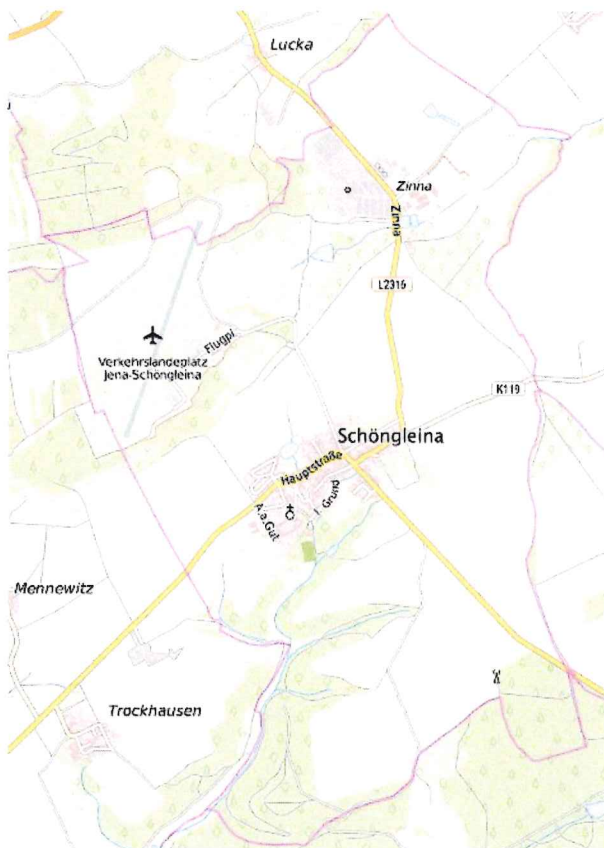 Lucka
Zinna
Zinna
L2316
Flugpl
Verkehrslandeplatz
Jena-Schöngleina
K119
Schöngleina
Hauptstraße
A.a.Gut
I. Grund
Mennewitz
Trockhausen